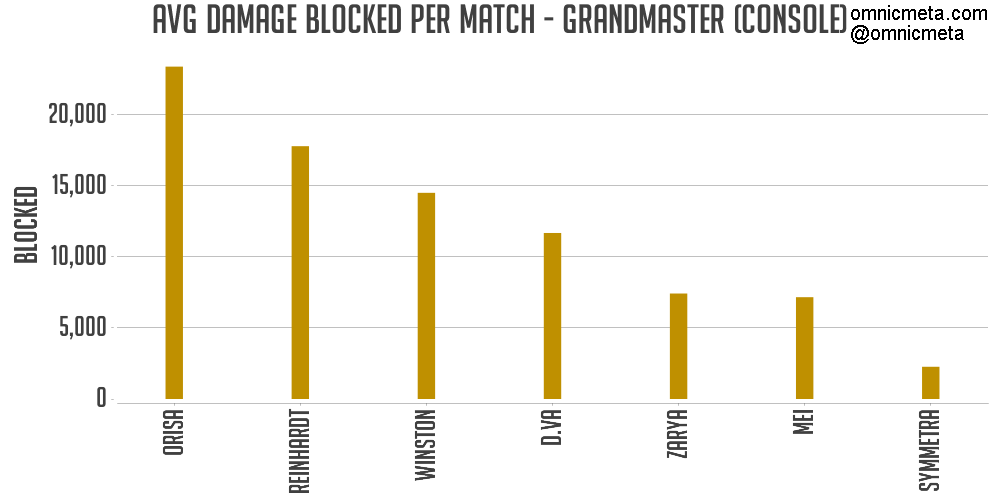 AVG DAMAGE BLOCKED PER MATCH - GRANDMASTER (CONSOLE)
omnicmeta.com
@omnicmeta
BLOCKED
20,000
15,000
10,000
5,000
0
ORISA
REINHARDT
WINSTON
D.VA
ZARYA
MEI
SYMMETRA